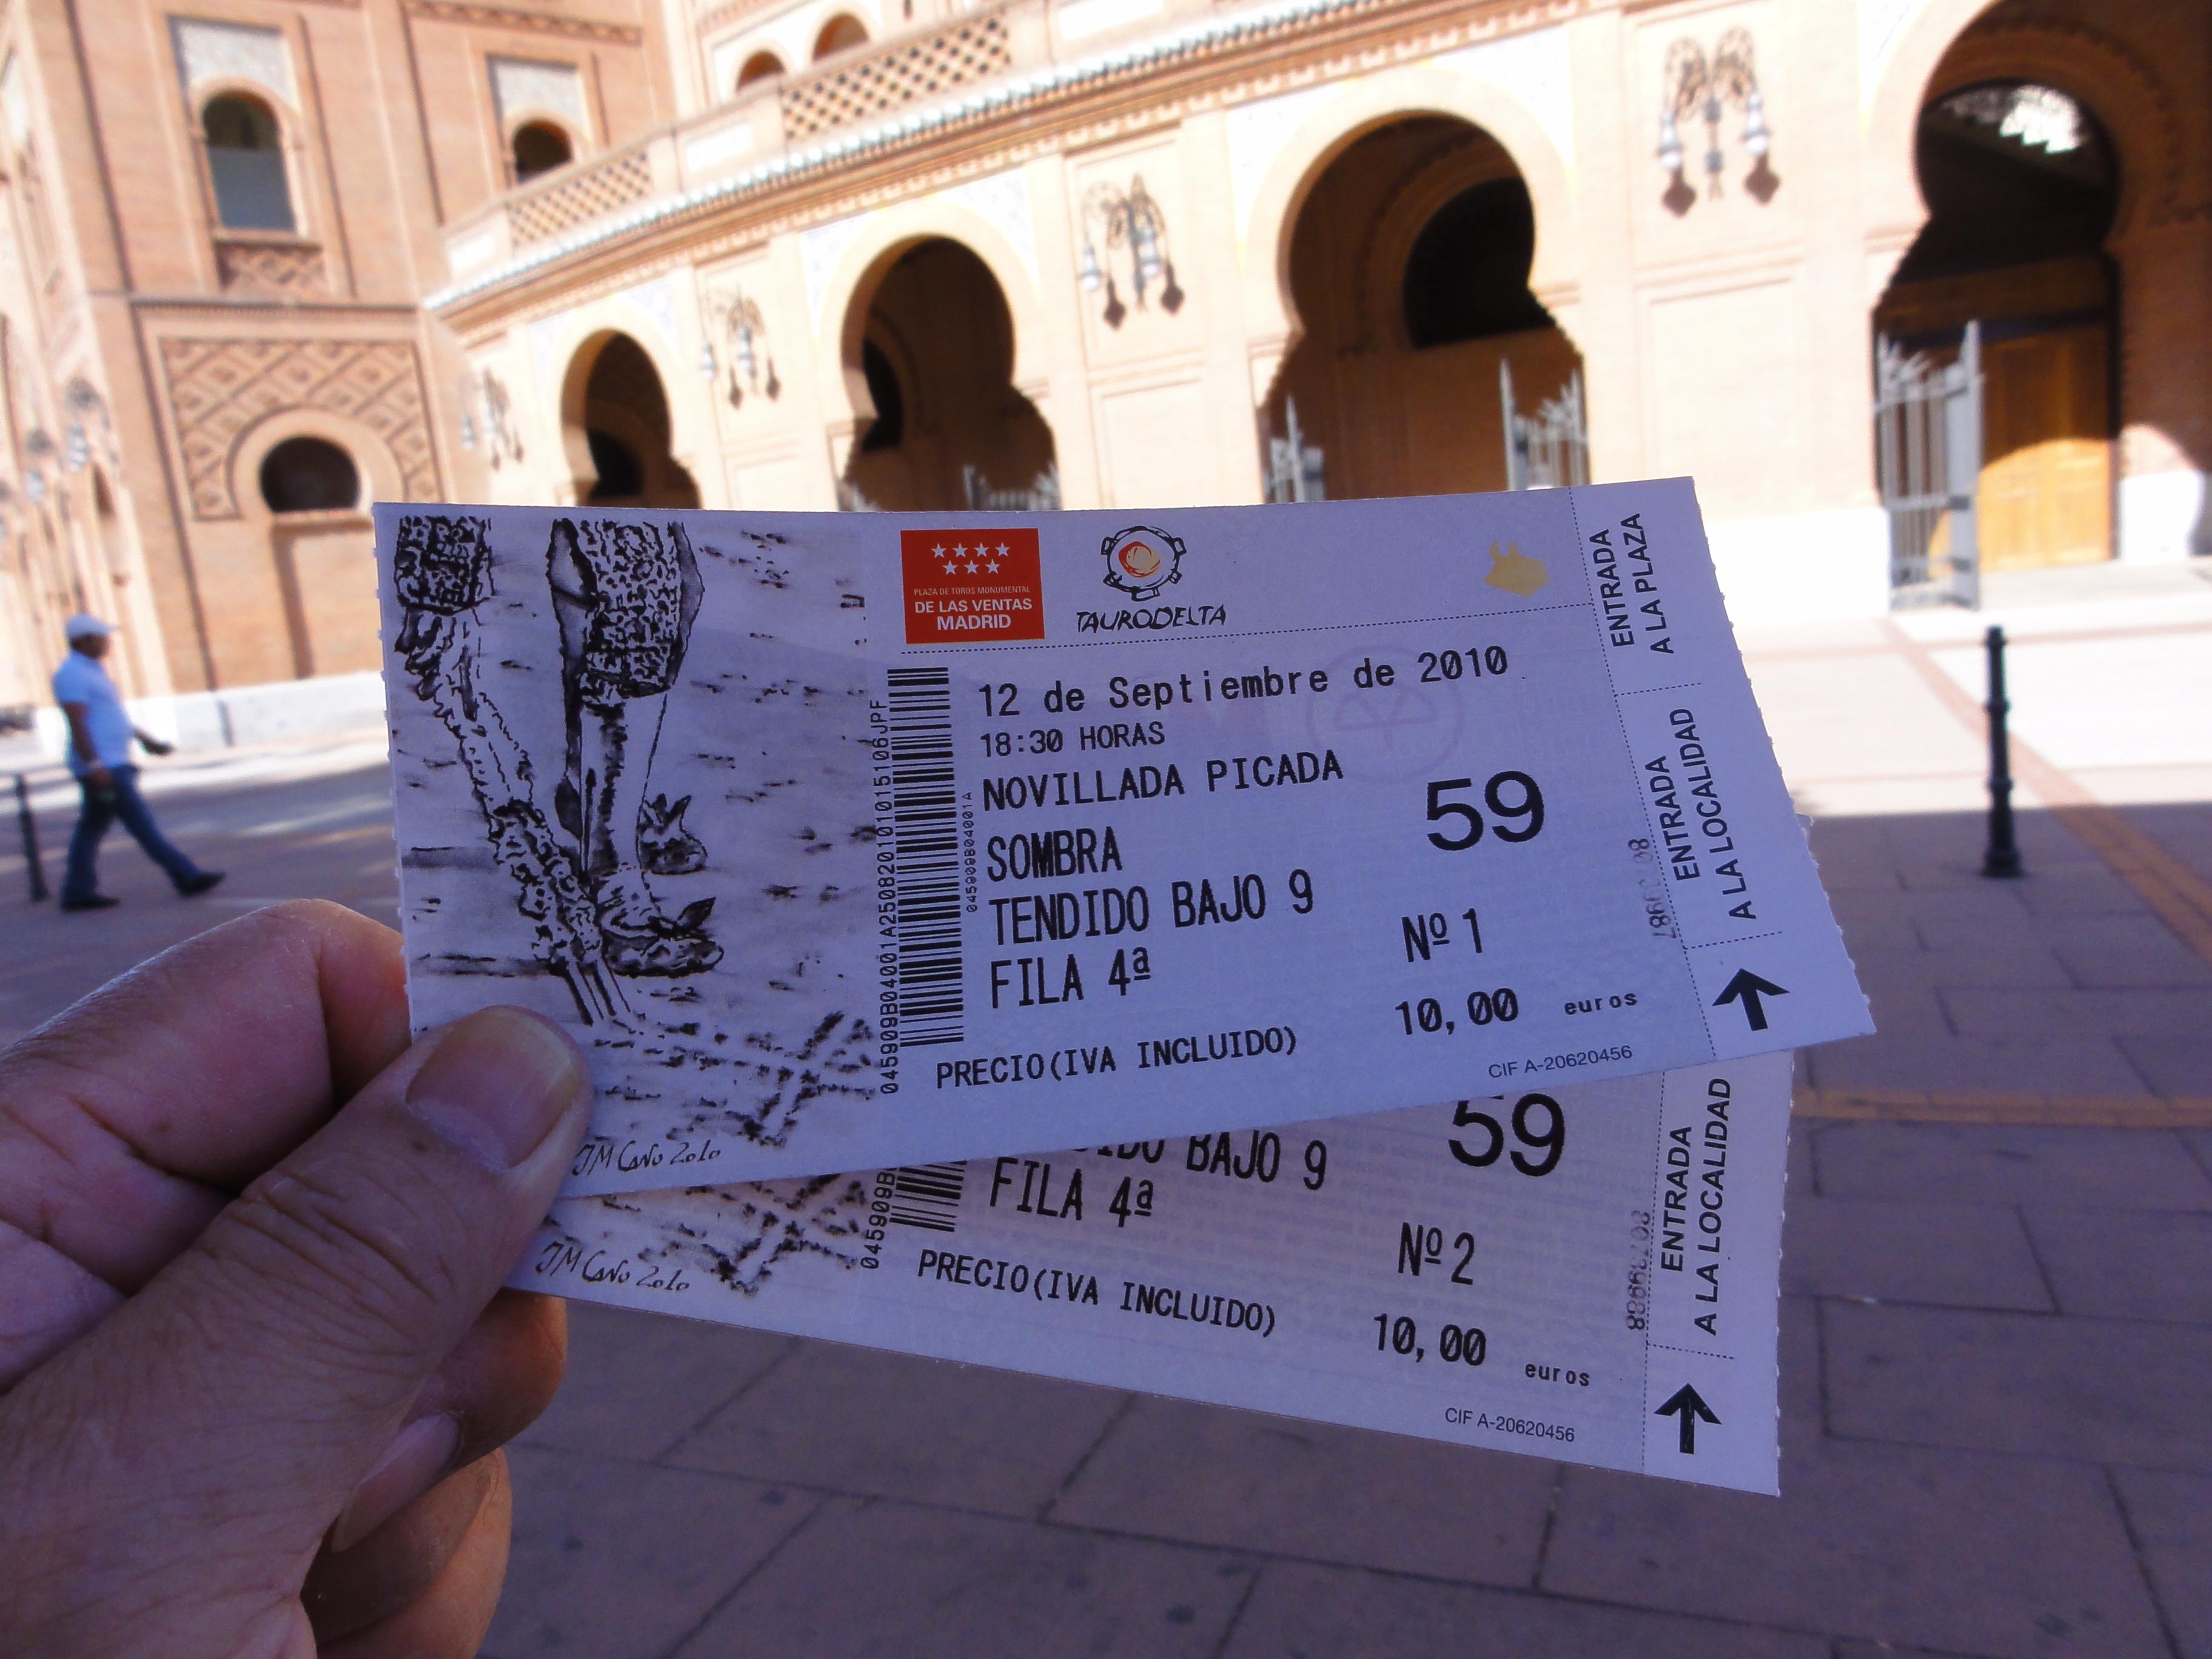 PLAZA DE TOROS MONUMENTAL
DE LAS VENTAS
MADRID
TAURODELTA
12 de Septiembre de 2010
18:30 HORAS
NOVILLADA PICADA
59
SOMBRA
TENDIDO BAJO 9
Nº 1
FILA 4ª
10,00 euros
PRECIO(IVA INCLUIDO)
CIF A-20620456
ENTRADA
A LA PLAZA
ENTRADA
A LA LOCALIDAD
045909B04001A250820101015106JPF
045909B04001A
JM CANO 2010
59
BAJO 9
FILA 4ª
Nº 2
PRECIO(IVA INCLUIDO)
10,00 euros
CIF A-20620456
ENTRADA
A LA LOCALIDAD
045909B
JM CANO 2010